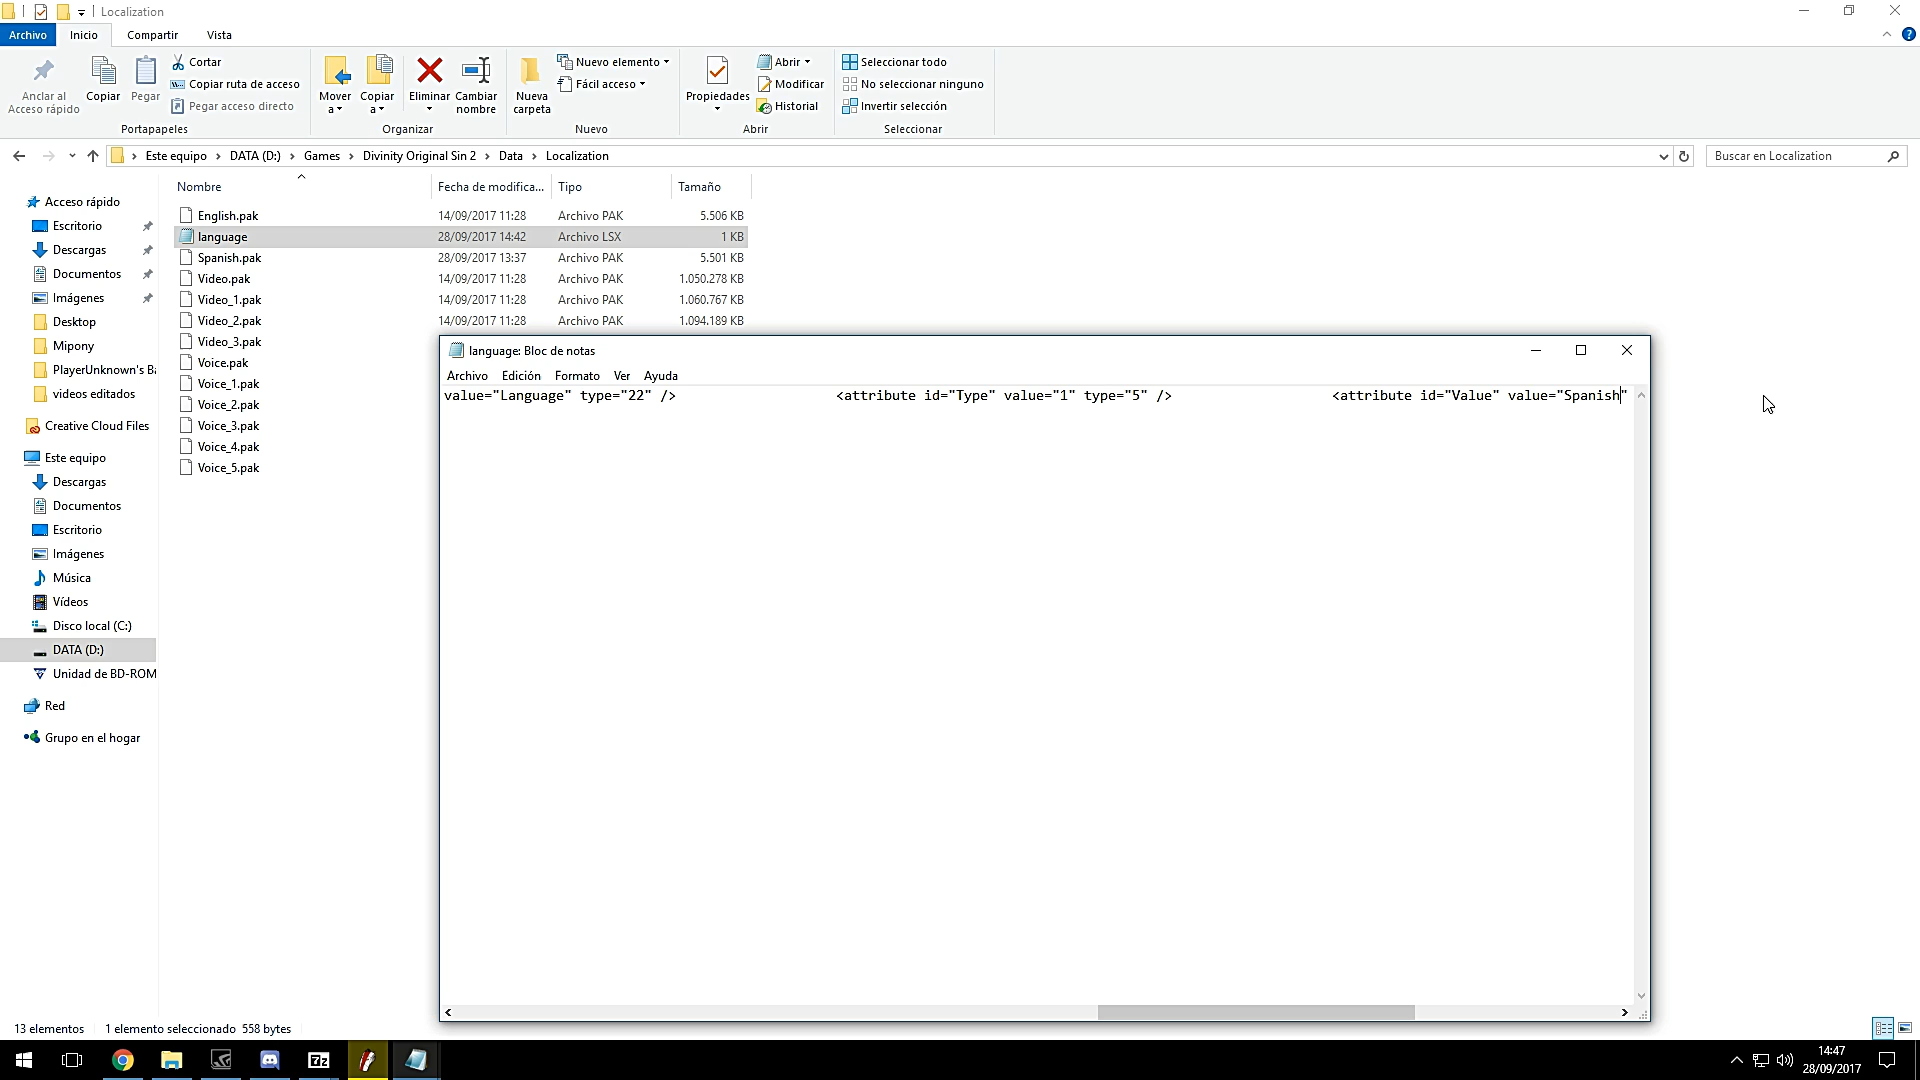 Localization
Archivo Inicio Compartir Vista
Anclar al Acceso rápido
Copiar
Pegar
Cortar
Copiar ruta de acceso
Pegar acceso directo
Portapapeles
Mover a
Copiar a
Eliminar
Cambiar nombre
Organizar
Nueva carpeta
Nuevo elemento
Fácil acceso
Nuevo
Propiedades
Abrir
Modificar
Historial
Abrir
Seleccionar todo
No seleccionar ninguno
Invertir selección
Seleccionar
Este equipo > DATA (D:) > Games > Divinity Original Sin 2 > Data > Localization
Buscar en Localization
Nombre Fecha de modifica... Tipo Tamaño
English.pak 14/09/2017 11:28 Archivo PAK 5.506 KB
language 28/09/2017 14:42 Archivo LSX 1 KB
Spanish.pak 28/09/2017 13:37 Archivo PAK 5.501 KB
Video.pak 14/09/2017 11:28 Archivo PAK 1.050.278 KB
Video_1.pak 14/09/2017 11:28 Archivo PAK 1.060.767 KB
Video_2.pak 14/09/2017 11:28 Archivo PAK 1.094.189 KB
Video_3.pak
Voice.pak
Voice_1.pak
Voice_2.pak
Voice_3.pak
Voice_4.pak
Voice_5.pak
Acceso rápido
Escritorio
Descargas
Documentos
Imágenes
Desktop
Mipony
PlayerUnknown's Ba
videos editados
Creative Cloud Files
Este equipo
Descargas
Documentos
Escritorio
Imágenes
Música
Vídeos
Disco local (C:)
DATA (D:)
Unidad de BD-ROM
Red
Grupo en el hogar
language: Bloc de notas
Archivo Edición Formato Ver Ayuda
value="Language" type="22" /> <attribute id="Type" value="1" type="5" /> <attribute id="Value" value="Spanish"
13 elementos 1 elemento seleccionado 558 bytes
7z
14:47
28/09/2017